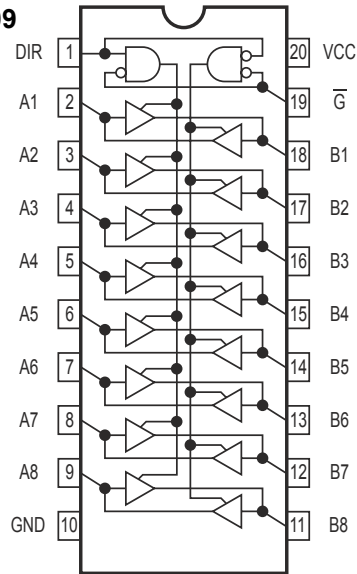 99
DIR 1 20 VCC
19 G̅
A1 2
18 B1
A2 3
17 B2
A3 4
16 B3
A4 5
15 B4
A5 6
14 B5
A6 7
13 B6
A7 8
12 B7
A8 9
GND 10 11 B8